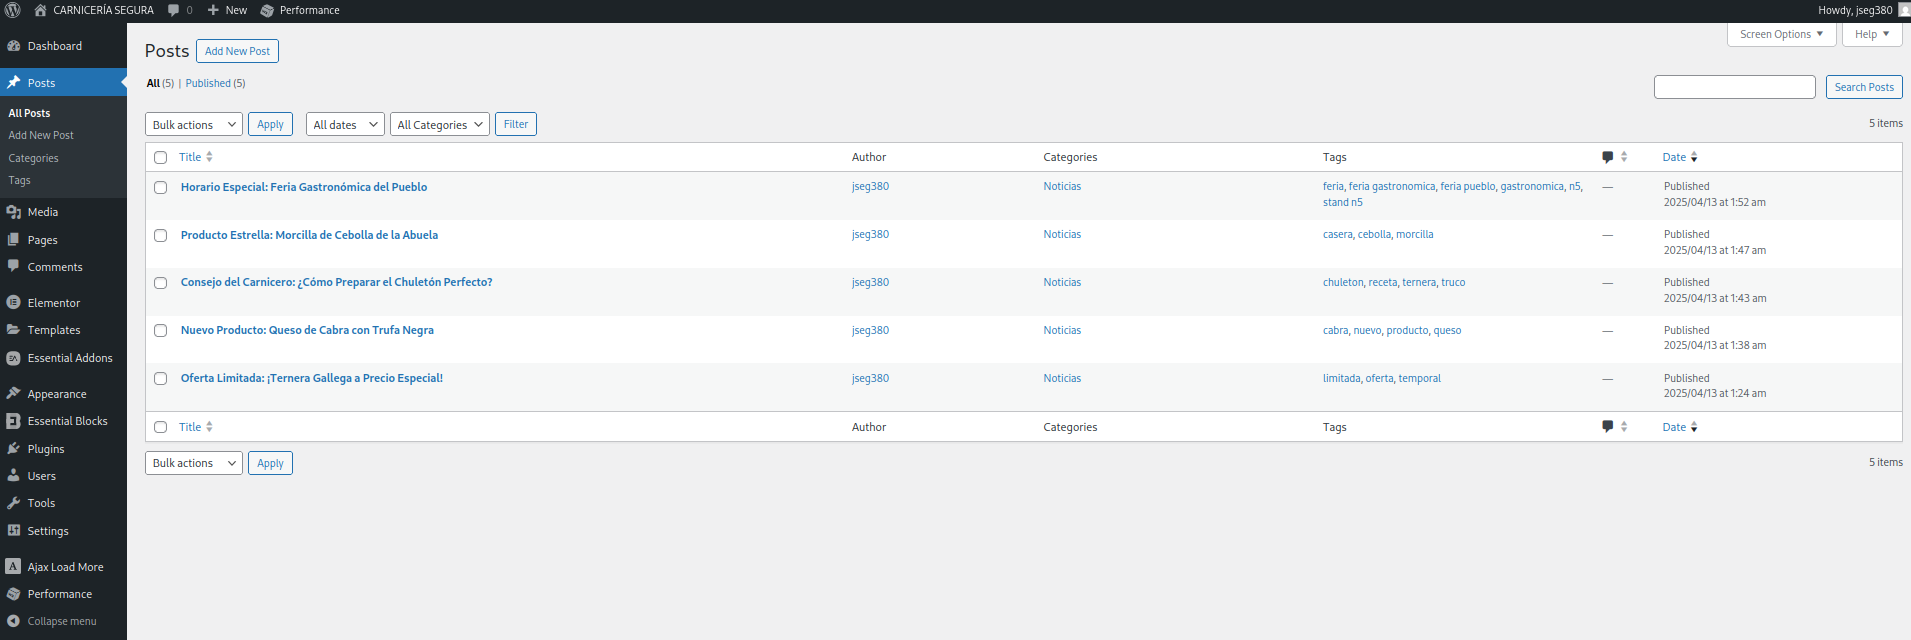 CARNICERÍA SEGURA 0 New Performance Howdy, jseg380
Dashboard
Posts
All Posts
Add New Post
Categories
Tags
Media
Pages
Comments
Elementor
Templates
Essential Addons
Appearance
Essential Blocks
Plugins
Users
Tools
Settings
Ajax Load More
Performance
Collapse menu
Screen Options Help
Posts Add New Post
All (5) | Published (5)
Search Posts
Bulk actions Apply All dates All Categories Filter 5 items
Title Author Categories Tags Date
Horario Especial: Feria Gastronómica del Pueblo jseg380 Noticias feria, feria gastronomica, feria pueblo, gastronomica, n5, — Published
stand n5 2025/04/13 at 1:52 am
Producto Estrella: Morcilla de Cebolla de la Abuela jseg380 Noticias casera, cebolla, morcilla — Published
2025/04/13 at 1:47 am
Consejo del Carnicero: ¿Cómo Preparar el Chuletón Perfecto? jseg380 Noticias chuleton, receta, ternera, truco — Published
2025/04/13 at 1:43 am
Nuevo Producto: Queso de Cabra con Trufa Negra jseg380 Noticias cabra, nuevo, producto, queso — Published
2025/04/13 at 1:38 am
Oferta Limitada: ¡Ternera Gallega a Precio Especial! jseg380 Noticias limitada, oferta, temporal — Published
2025/04/13 at 1:24 am
Title Author Categories Tags Date
Bulk actions Apply 5 items